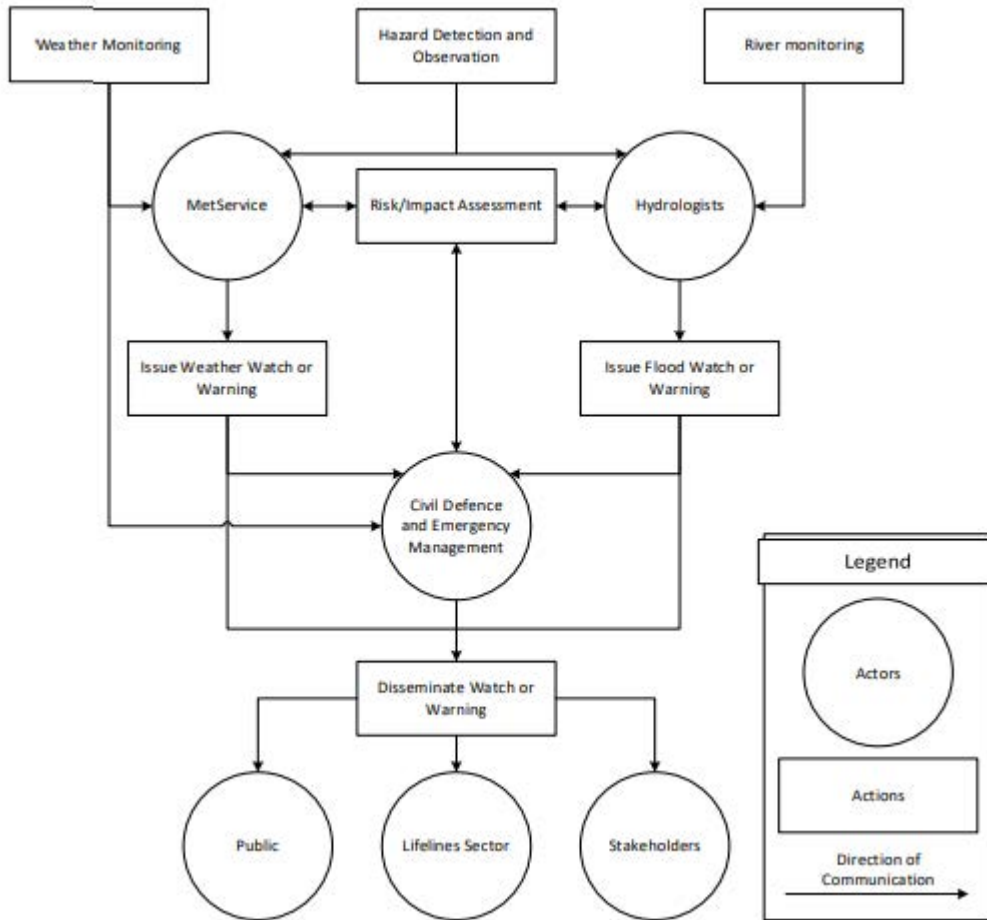 Weather Monitoring
Hazard Detection and
Observation
River monitoring
MetService
Risk/Impact Assessment
Hydrologists
Issue Weather Watch or
Warning
Issue Flood Watch or
Warning
Civil Defence
and Emergency
Management
Disseminate Watch or
Warning
Public
Lifelines Sector
Stakeholders
Legend
Actors
Actions
Direction of
Communication